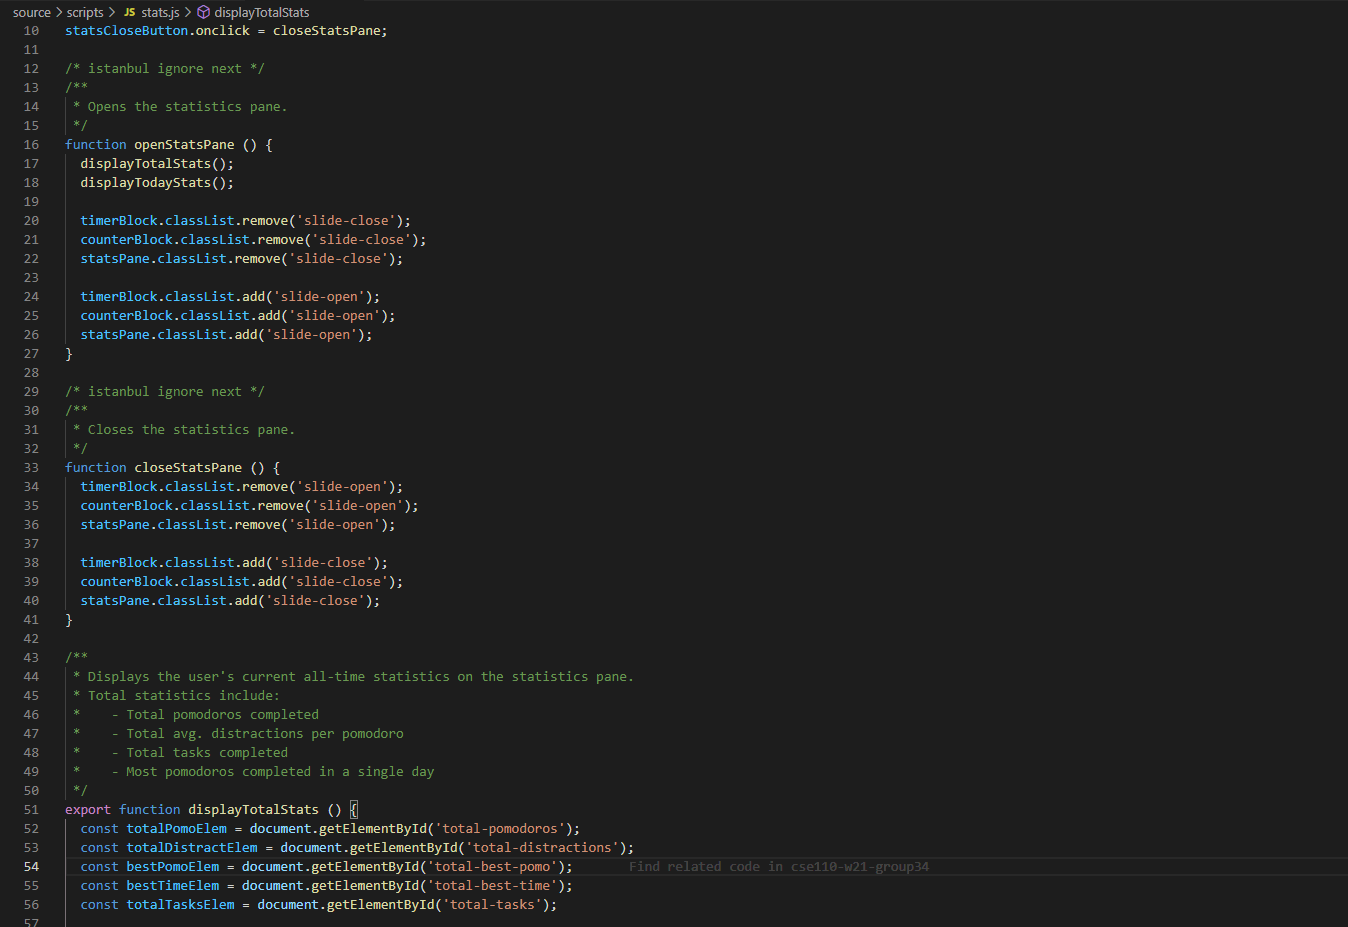 source > scripts > JS stats.js > displayTotalStats
10 statsCloseButton.onclick = closeStatsPane;
11
12 /* istanbul ignore next */
13 /**
14  * Opens the statistics pane.
15  */
16 function openStatsPane () {
17   displayTotalStats();
18   displayTodayStats();
19
20   timerBlock.classList.remove('slide-close');
21   counterBlock.classList.remove('slide-close');
22   statsPane.classList.remove('slide-close');
23
24   timerBlock.classList.add('slide-open');
25   counterBlock.classList.add('slide-open');
26   statsPane.classList.add('slide-open');
27 }
28
29 /* istanbul ignore next */
30 /**
31  * Closes the statistics pane.
32  */
33 function closeStatsPane () {
34   timerBlock.classList.remove('slide-open');
35   counterBlock.classList.remove('slide-open');
36   statsPane.classList.remove('slide-open');
37
38   timerBlock.classList.add('slide-close');
39   counterBlock.classList.add('slide-close');
40   statsPane.classList.add('slide-close');
41 }
42
43 /**
44  * Displays the user's current all-time statistics on the statistics pane.
45  * Total statistics include:
46  *    - Total pomodoros completed
47  *    - Total avg. distractions per pomodoro
48  *    - Total tasks completed
49  *    - Most pomodoros completed in a single day
50  */
51 export function displayTotalStats () {
52   const totalPomoElem = document.getElementById('total-pomodoros');
53   const totalDistractElem = document.getElementById('total-distractions');
54   const bestPomoElem = document.getElementById('total-best-pomo'); Find related code in cse110-w21-group34
55   const bestTimeElem = document.getElementById('total-best-time');
56   const totalTasksElem = document.getElementById('total-tasks');
57